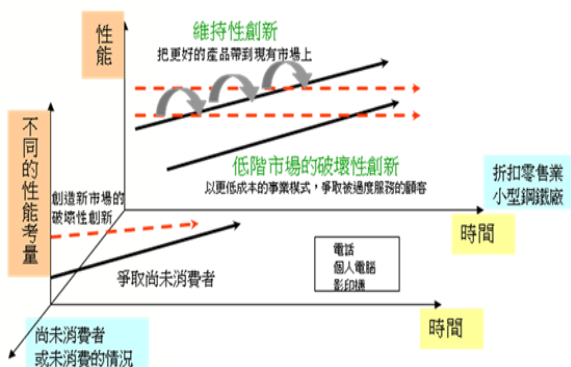 性能
維持性創新
把更好的產品帶到現有市場上
低階市場的破壞性創新
以更低成本的事業模式，爭取被過度服務的顧客
折扣零售業
小型鋼鐵廠
時間
不同的性能考量
創造新市場的
破壞性創新
爭取尚未消費者
電話
個人電腦
影印機
時間
尚未消費者
或未消費的情況